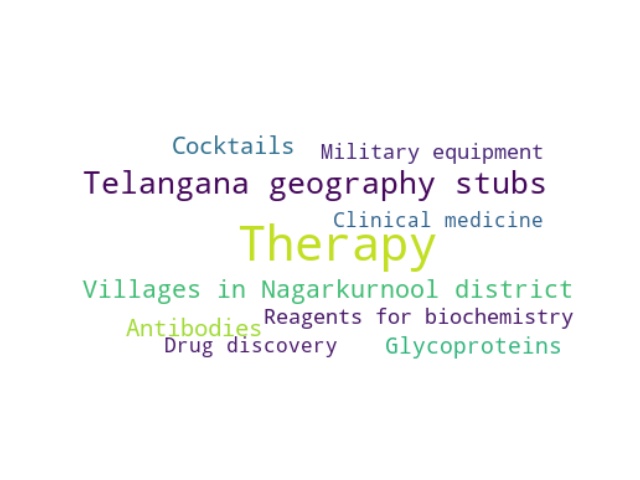 Cocktails
Military equipment
Telangana geography stubs
Clinical medicine
Therapy
Villages in Nagarkurnool district
Reagents for biochemistry
Antibodies
Drug discovery
Glycoproteins